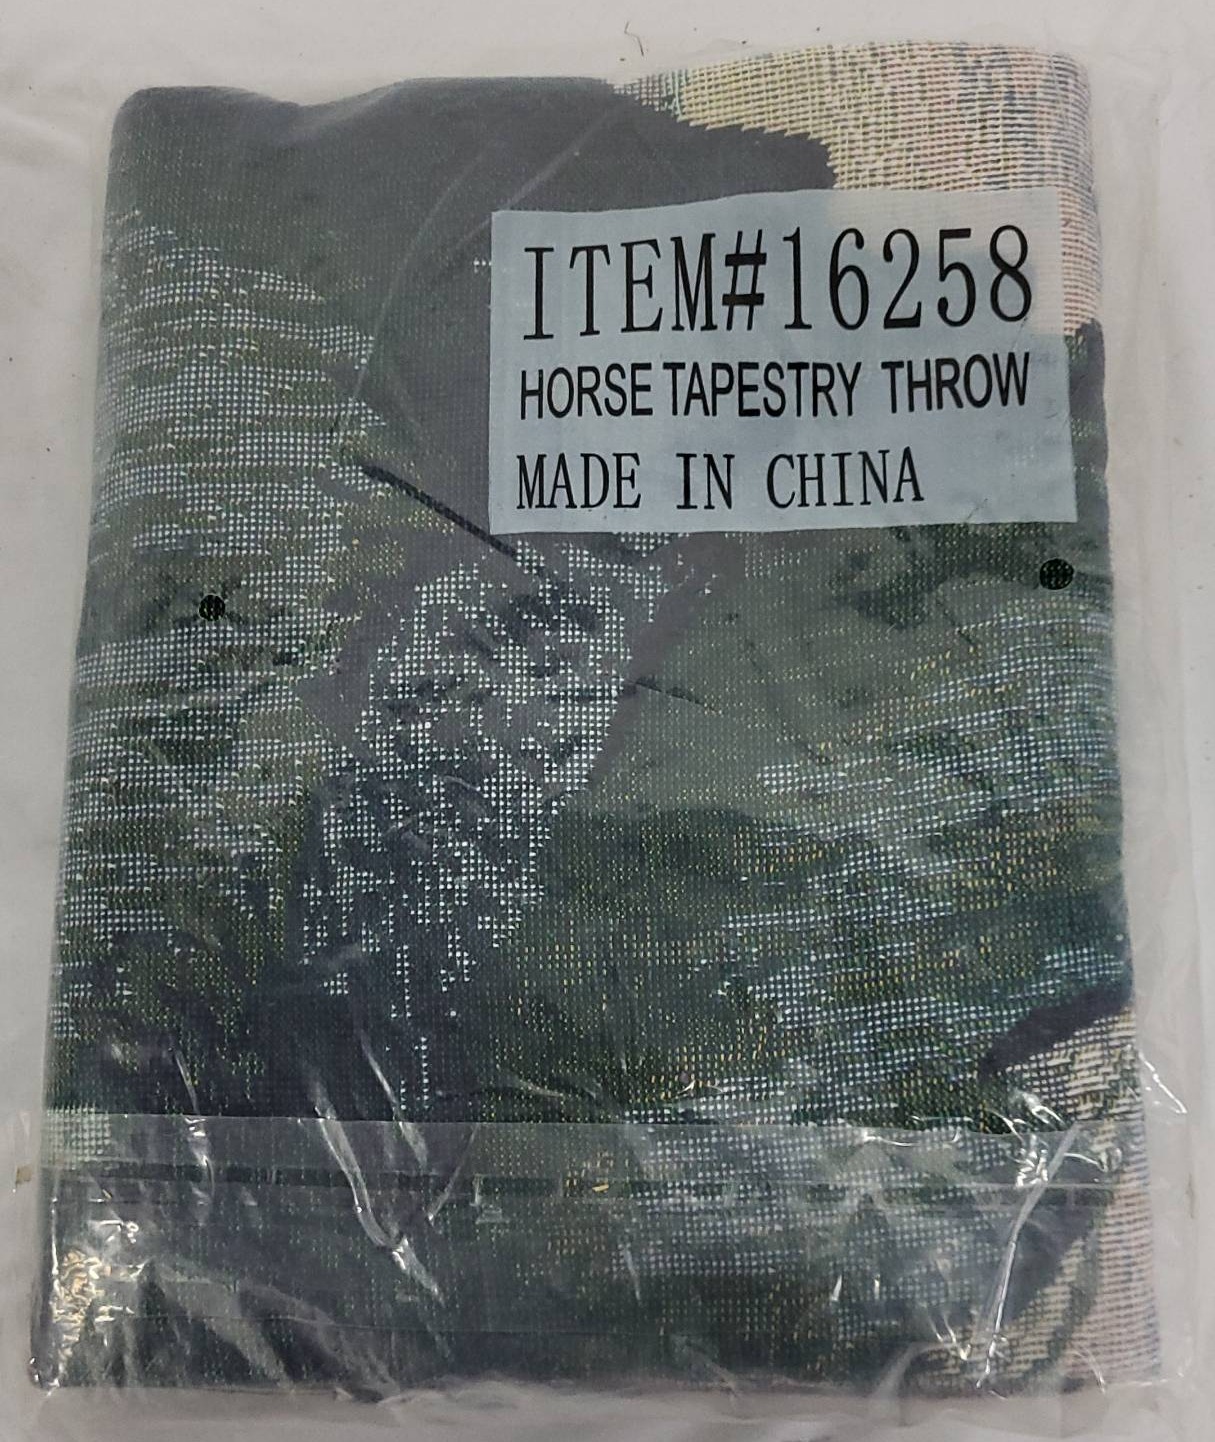 ITEM#16258
HORSE TAPESTRY THROW
MADE IN CHINA